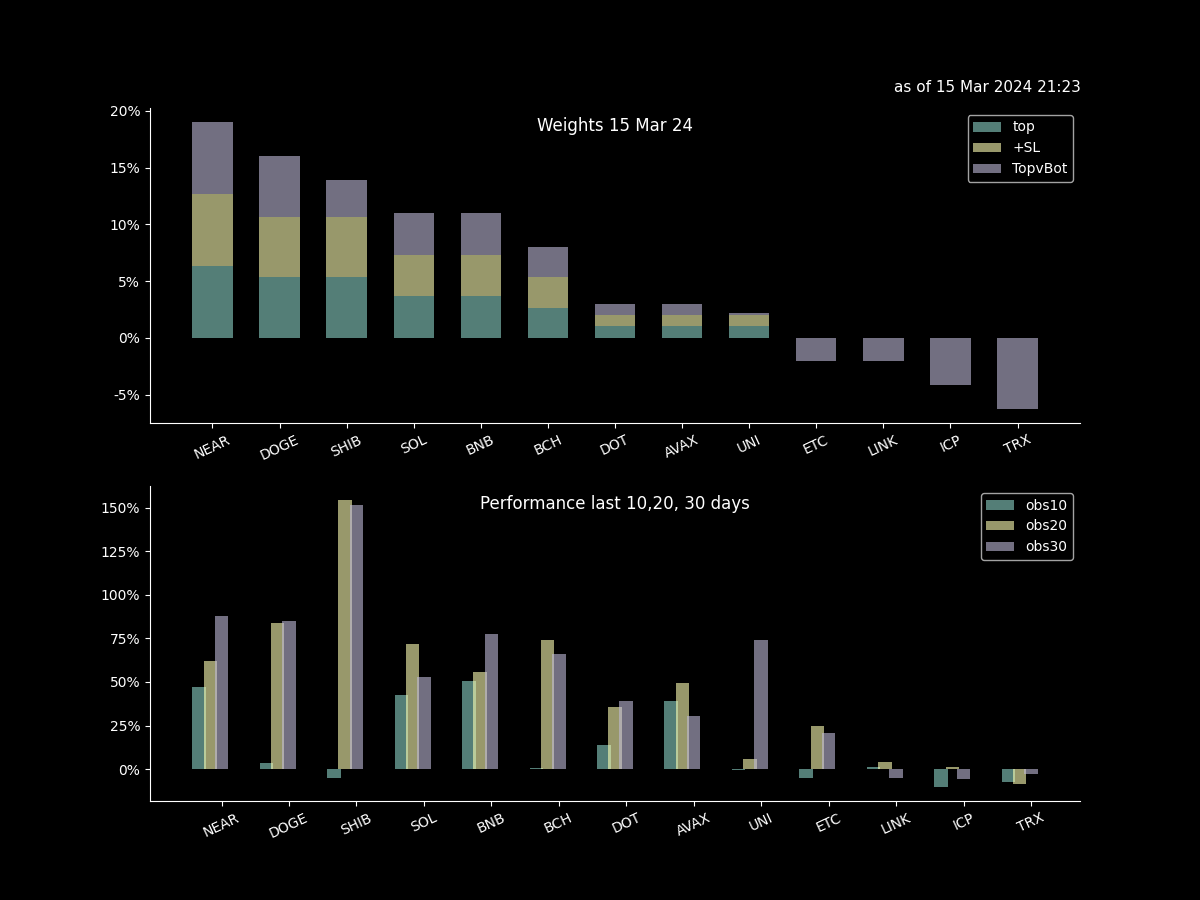 as of 15 Mar 2024 21:23
Weights 15 Mar 24
top
+SL
TopvBot
20%
15%
10%
5%
0%
-5%
NEAR DOGE SHIB SOL BNB BCH DOT AVAX UNI ETC LINK ICP TRX
Performance last 10,20, 30 days
obs10
obs20
obs30
150%
125%
100%
75%
50%
25%
0%
NEAR DOGE SHIB SOL BNB BCH DOT AVAX UNI ETC LINK ICP TRX